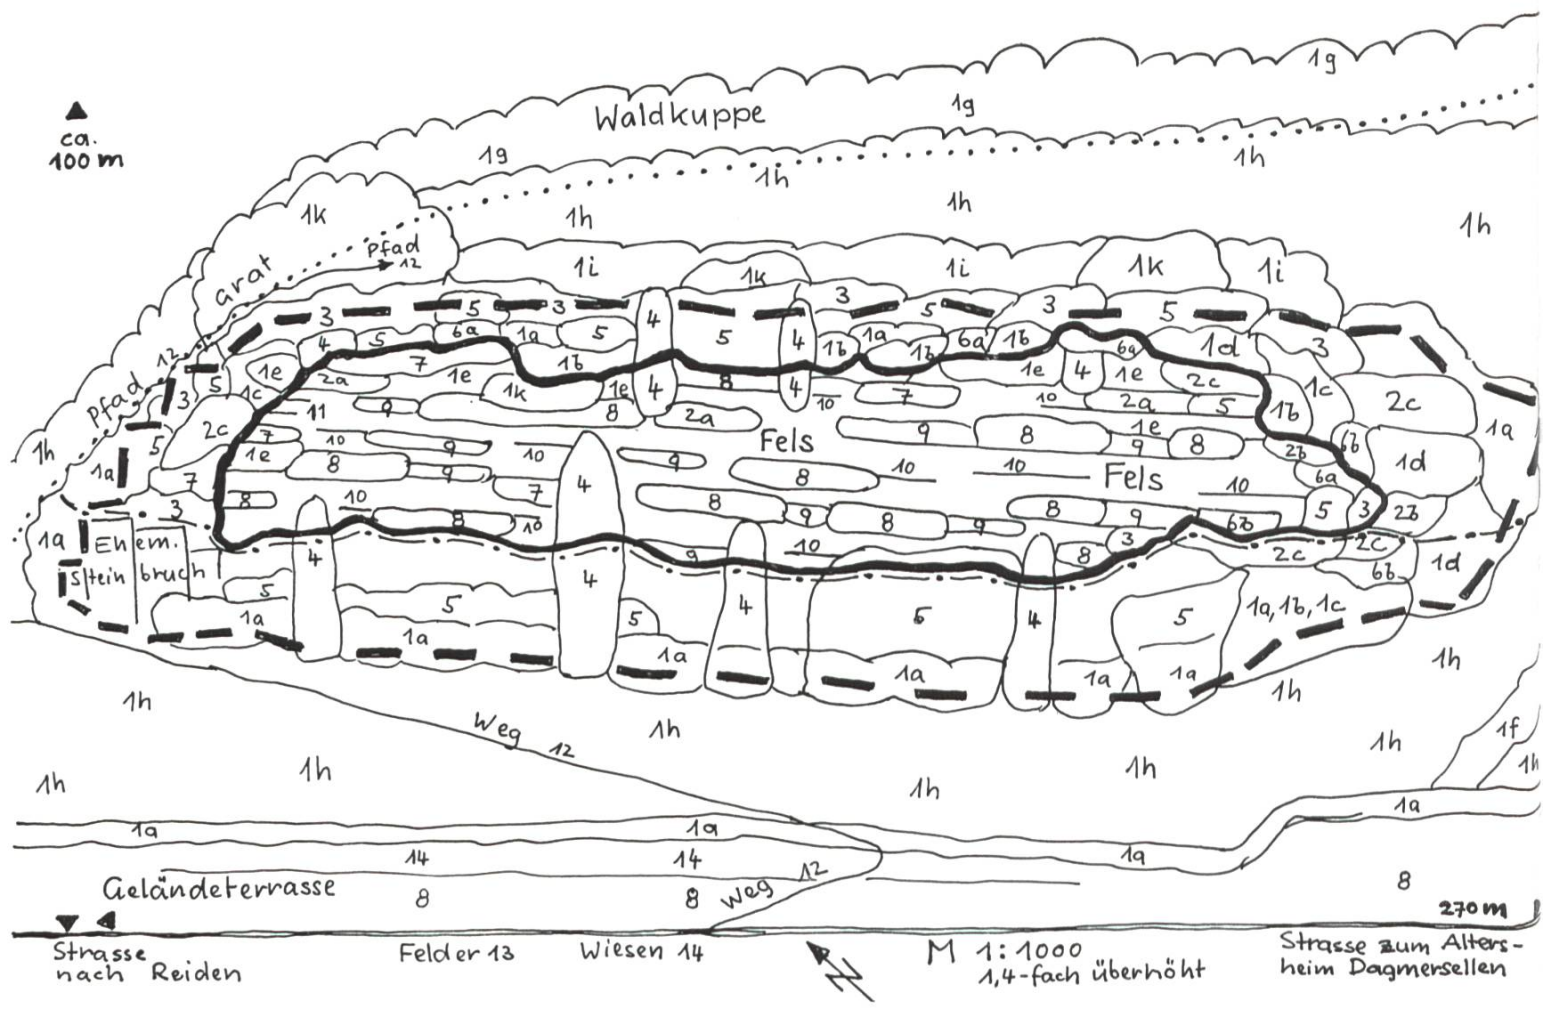 1g
1g
Waldkuppe
ca.
100 m
1g
1h
1h
1k
1h
1h
1h
Pfad
12
Grat
1i
1k
1i
1k
1i
3
5
3
4
3
5
3
5
4
5
6a
1a
5
5
4
1b
1a
1b
6a
1b
6a
1d
3
12
5
1e
2a
7
1e
1b
1k
1e
4
8
4
7
1e
4
1e
2c
1c
2c
Pfad
3
1c
11
9
8
2a
10
10
2a
5
1b
1a
1h
5
2c
7
10
9
10
Fels
9
8
1e
9
8
2b
6b
1a
1e
8
9
9
8
10
10
Fels
6a
1d
7
8
10
7
4
8
9
8
9
8
9
10
6b
5
3
2b
3
8
10
1a
Ehem.
Steinbruch
4
9
10
8
3
2c
2c
6b
1d
5
5
4
4
6
4
5
1a, 1b, 1c
1a
1a
5
1a
1a
1a
1a
1h
1h
1h
Weg 12
1h
1h
1f
1h
1h
1h
1h
1h
1h
1a
1a
1a
1a
14
14
12
Geländeterrasse
8
8
Weg
8
270 m
Strasse
nach Reiden
Felder 13
Wiesen 14
M 1:1000
1,4-fach überhöht
Strasse zum Alters-
heim Dagmersellen